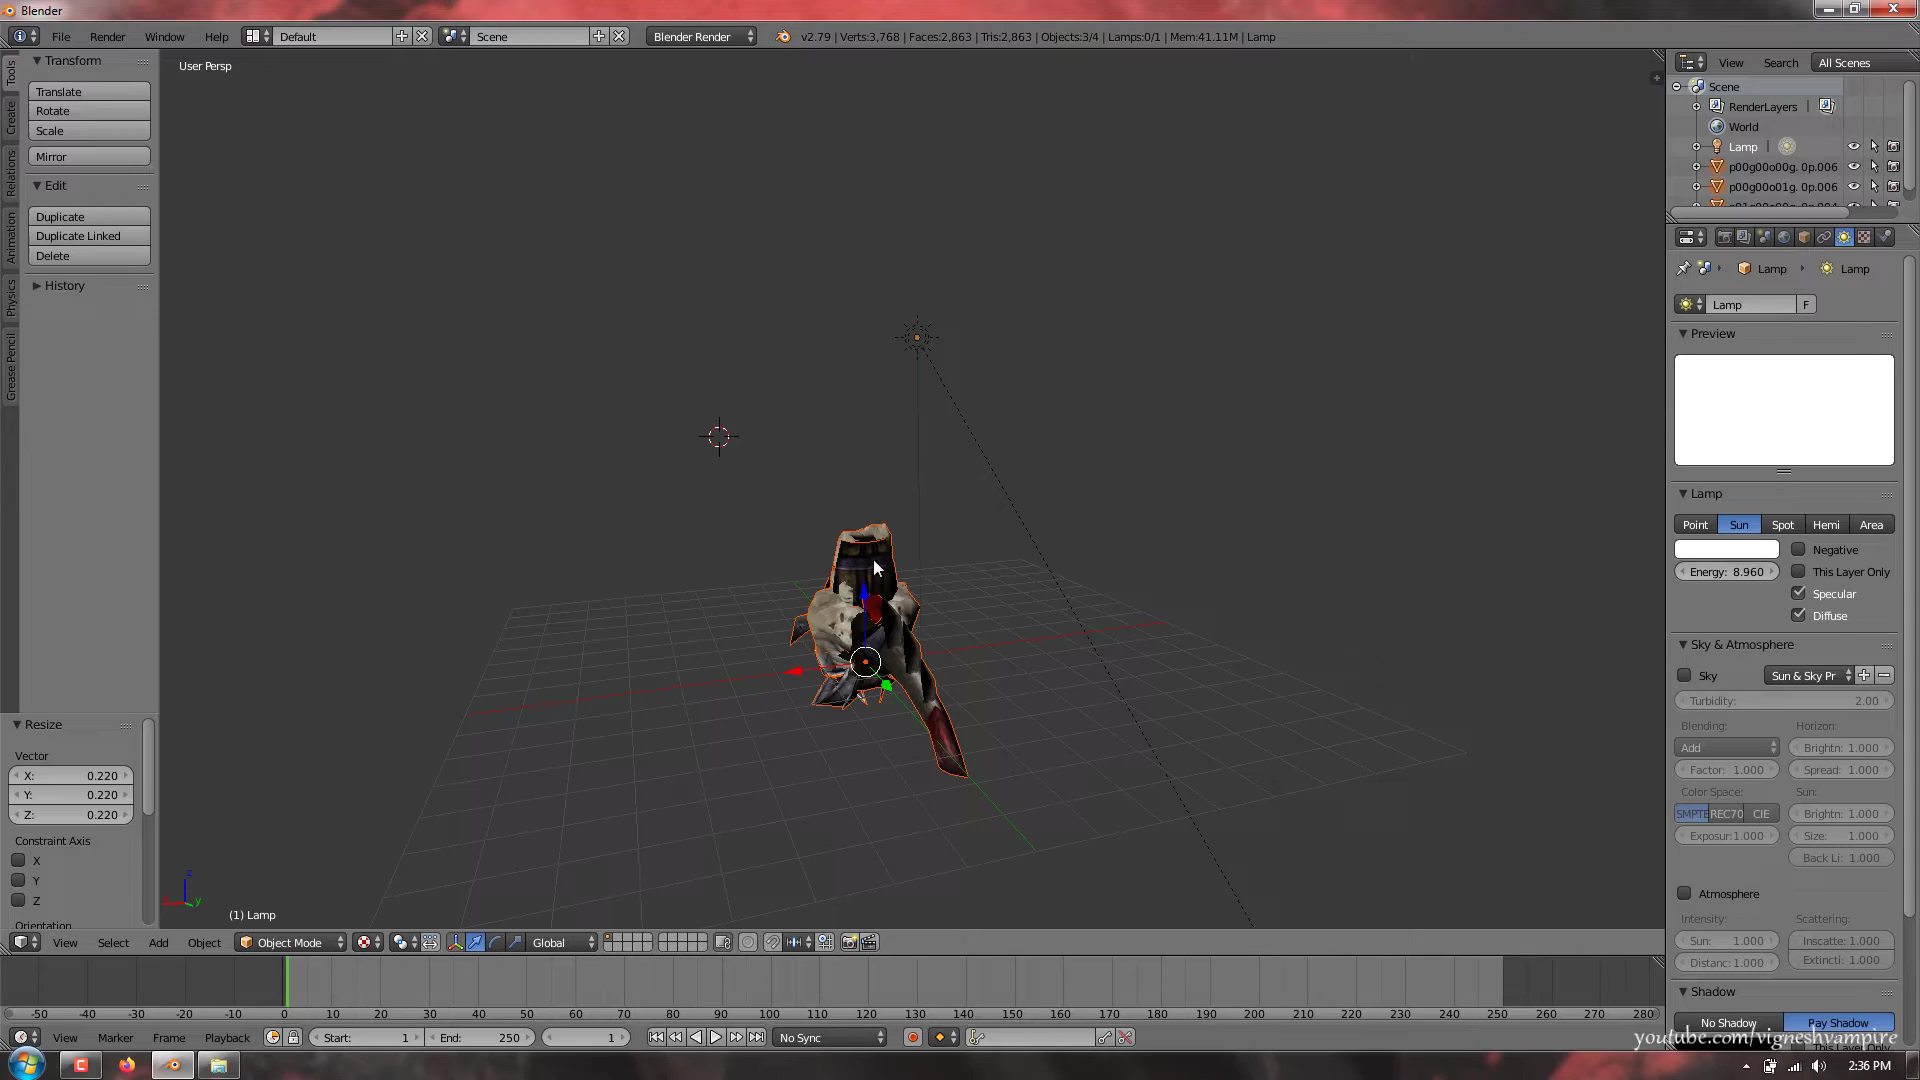 Blender
File Render Window Help Default Scene Blender Render v2.79 | Verts:3,768 | Faces:2,863 | Tris:2,863 | Objects:3/4 | Lamps:0/1 | Mem:41.11M | Lamp
Tools
Create
Relations
Animation
Physics
Grease Pencil
Transform
Translate
Rotate
Scale
Mirror
Edit
Duplicate
Duplicate Linked
Delete
History
Resize
Vector
X: 0.220
Y: 0.220
Z: 0.220
Constraint Axis
X
Y
Z
Orientation
User Persp
z
y
(1) Lamp
View Select Add Object Object Mode Global
View Search All Scenes
Scene
RenderLayers |
World
Lamp |
p00g00o00g. 0p.006
p00g00o01g. 0p.006
Lamp Lamp
Lamp F
Preview
Lamp
Point Sun Spot Hemi Area
Negative
Energy: 8.960 This Layer Only
Specular
Diffuse
Sky & Atmosphere
Sky Sun & Sky Pr
Turbidity: 2.00
Blending: Horizon:
Add Brightn: 1.000
Factor: 1.000 Spread: 1.000
Color Space: Sun:
SMPTE REC70 CIE Brightn: 1.000
Exposur:1.000 Size: 1.000
Back Li: 1.000
Atmosphere
Intensity: Scattering:
Sun: 1.000 Inscatte: 1.000
Distanc:1.000 Extincti: 1.000
Shadow
No Shadow Ray Shadow
This Layer Only
-50 -40 -30 -20 -10 0 10 20 30 40 50 60 70 80 90 100 110 120 130 140 150 160 170 180 190 200 210 220 230 240 250 260 270 280
View Marker Frame Playback Start: 1 End: 250 1 No Sync
youtube.com/vigneshvampire
2:36 PM